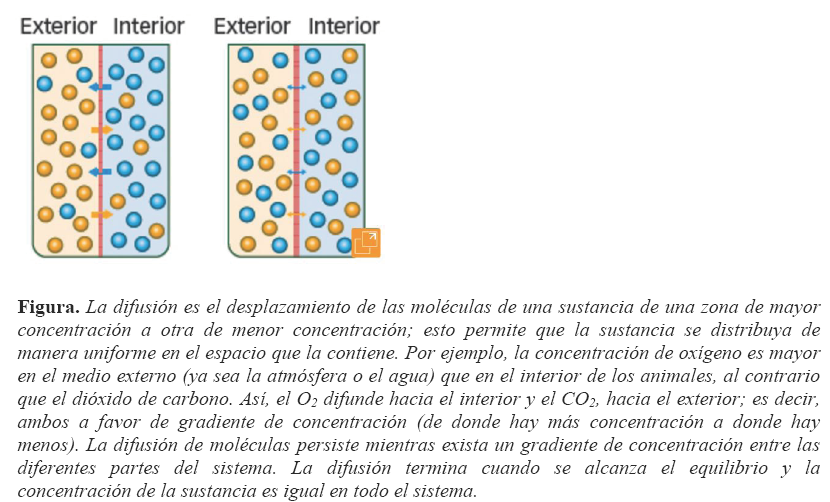 Exterior Interior Exterior Interior
Figura. La difusión es el desplazamiento de las moléculas de una sustancia de una zona de mayor
concentración a otra de menor concentración; esto permite que la sustancia se distribuya de
manera uniforme en el espacio que la contiene. Por ejemplo, la concentración de oxígeno es mayor
en el medio externo (ya sea la atmósfera o el agua) que en el interior de los animales, al contrario
que el dióxido de carbono. Así, el O₂ difunde hacia el interior y el CO₂, hacia el exterior; es decir,
ambos a favor de gradiente de concentración (de donde hay más concentración a donde hay
menos). La difusión de moléculas persiste mientras exista un gradiente de concentración entre las
diferentes partes del sistema. La difusión termina cuando se alcanza el equilibrio y la
concentración de la sustancia es igual en todo el sistema.